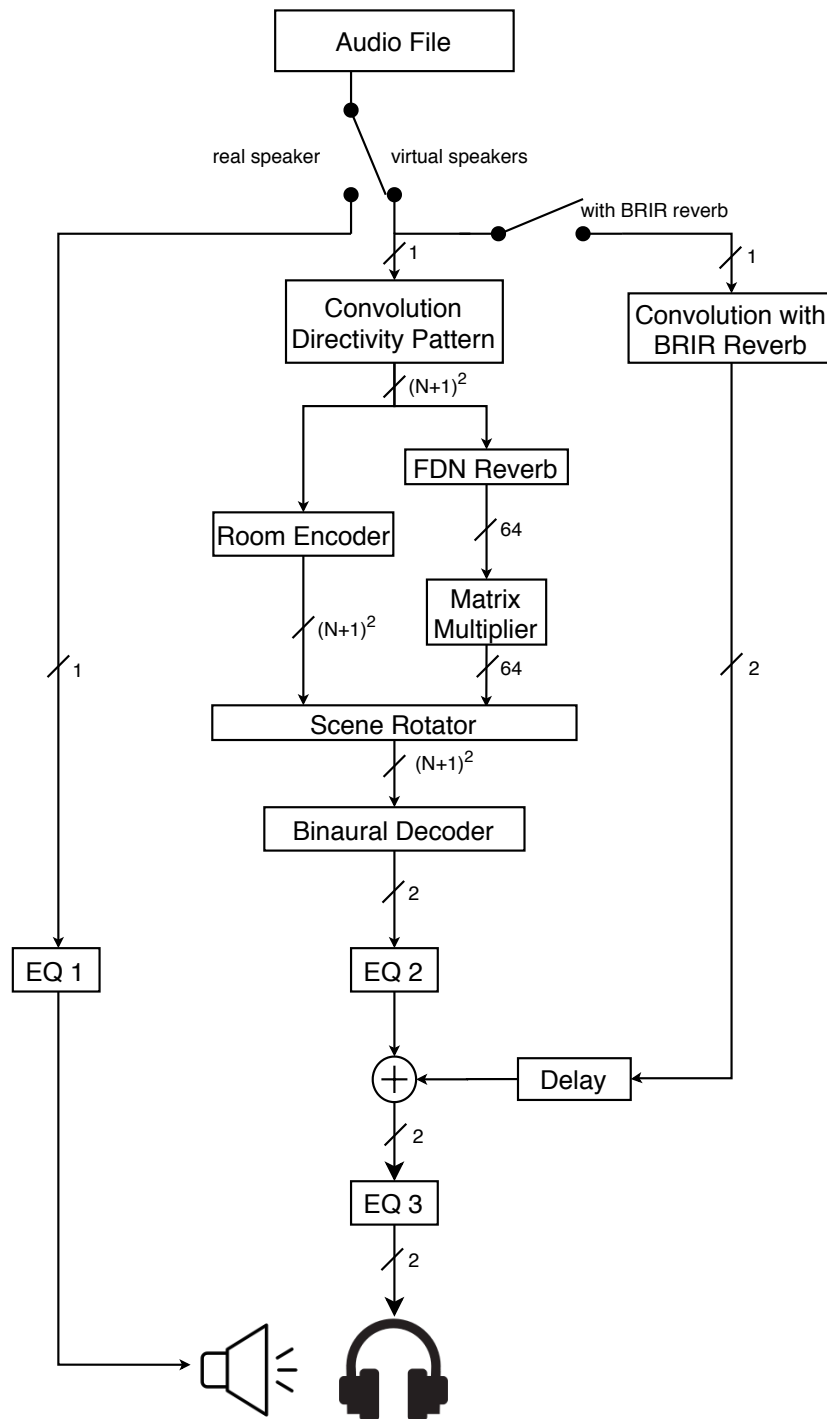 Audio File
real speaker
virtual speakers
with BRIR reverb
1
1
Convolution
Directivity Pattern
Convolution with
BRIR Reverb
(N+1)²
FDN Reverb
Room Encoder
64
Matrix
Multiplier
(N+1)²
64
1
2
Scene Rotator
(N+1)²
Binaural Decoder
2
EQ 1
EQ 2
+
Delay
2
EQ 3
2